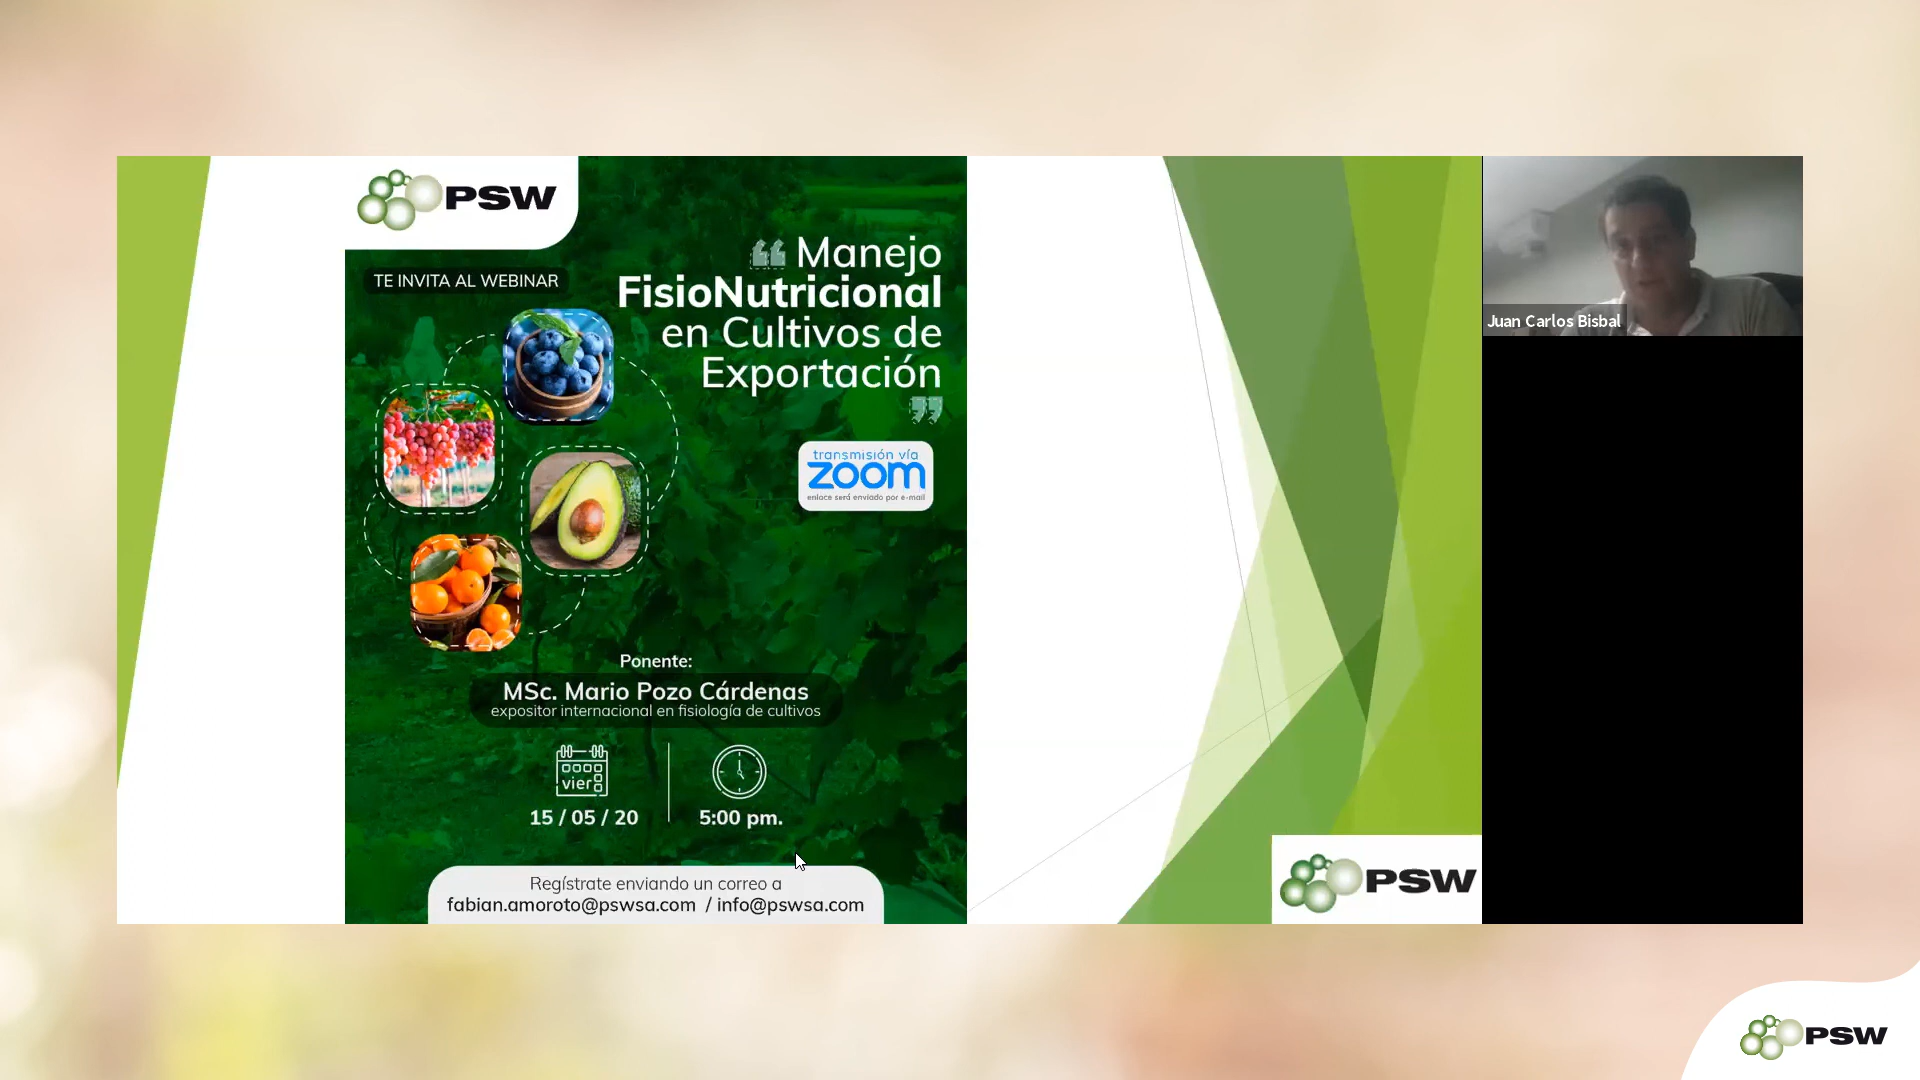 PSW
TE INVITA AL WEBINAR
“ Manejo
FisioNutricional
en Cultivos de
Exportación
”
transmisión vía
zoom
enlace será enviado por e-mail
Ponente:
MSc. Mario Pozo Cárdenas
expositor internacional en fisiología de cultivos
vier
15 / 05 / 20
5:00 pm.
Regístrate enviando un correo a
fabian.amoroto@pswsa.com / info@pswsa.com
Juan Carlos Bisbal
PSW
PSW